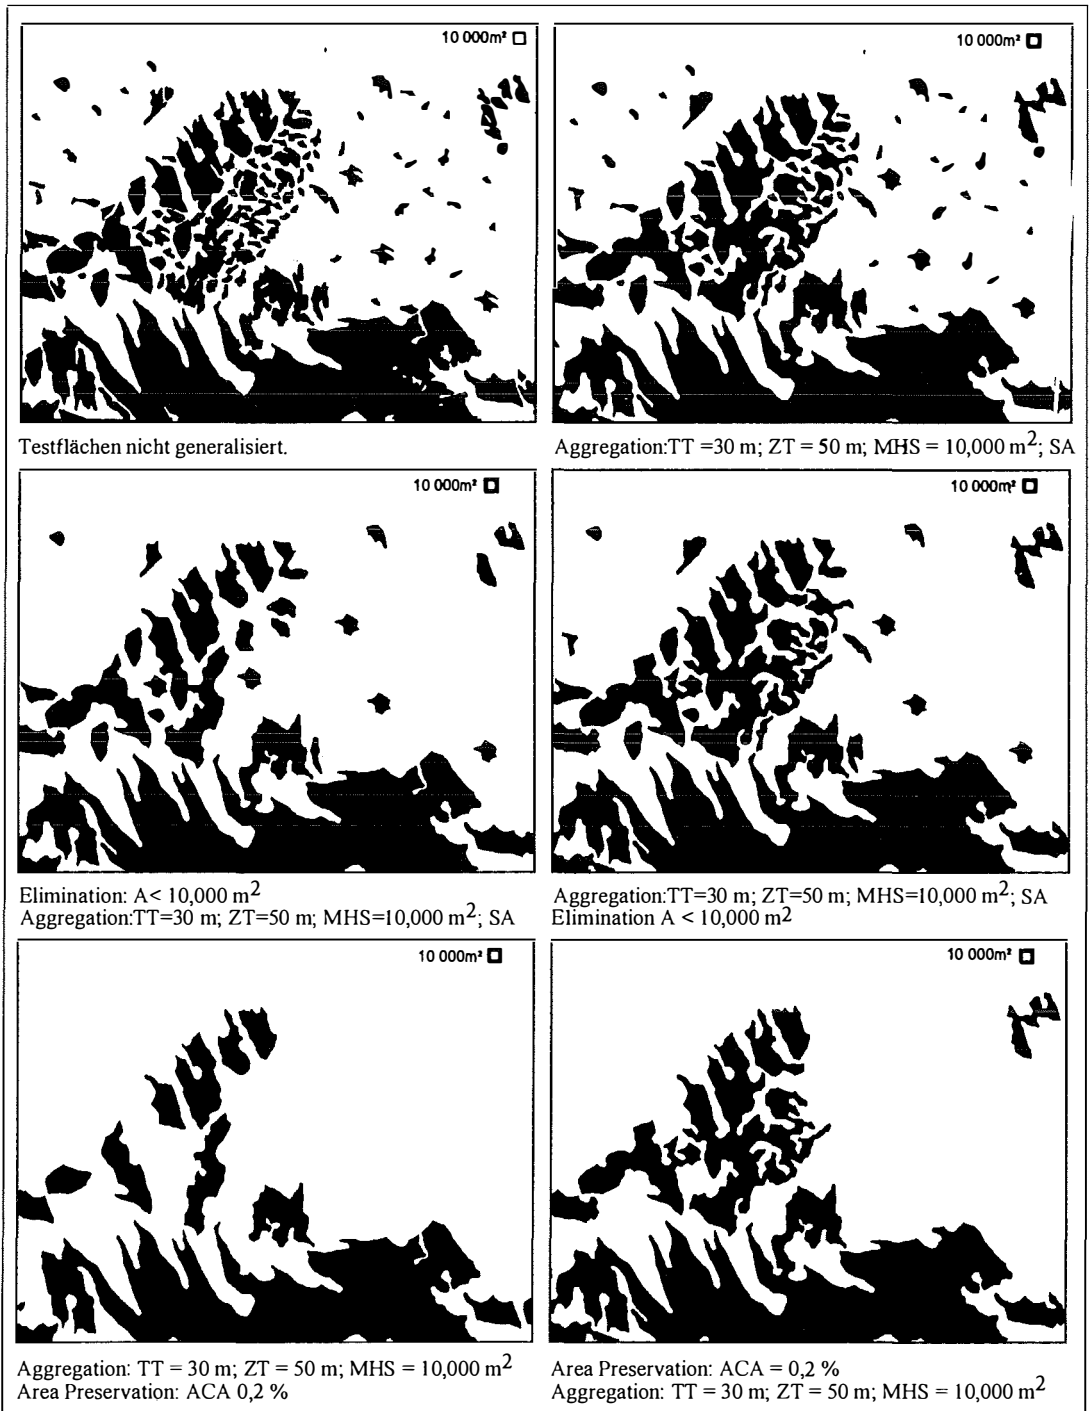 10 000m²
10 000m²
Testflächen nicht generalisiert.
Aggregation:TT =30 m; ZT = 50 m; MHS = 10,000 m²; SA
10 000m²
10 000m²
Elimination: A< 10,000 m²
Aggregation:TT=30 m; ZT=50 m; MHS=10,000 m²; SA
Aggregation:TT=30 m; ZT=50 m; MHS=10,000 m²; SA
Elimination A < 10,000 m²
10 000m²
10 000m²
Aggregation: TT = 30 m; ZT = 50 m; MHS = 10,000 m²
Area Preservation: ACA 0,2 %
Area Preservation: ACA = 0,2 %
Aggregation: TT = 30 m; ZT = 50 m; MHS = 10,000 m²